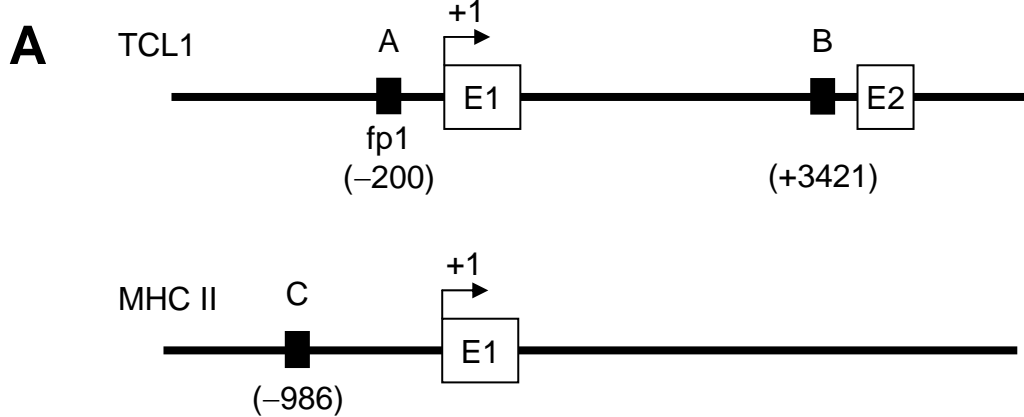 A
TCL1
A
+1
B
E1
E2
fp1
(–200)
(+3421)
MHC II
C
+1
E1
(–986)